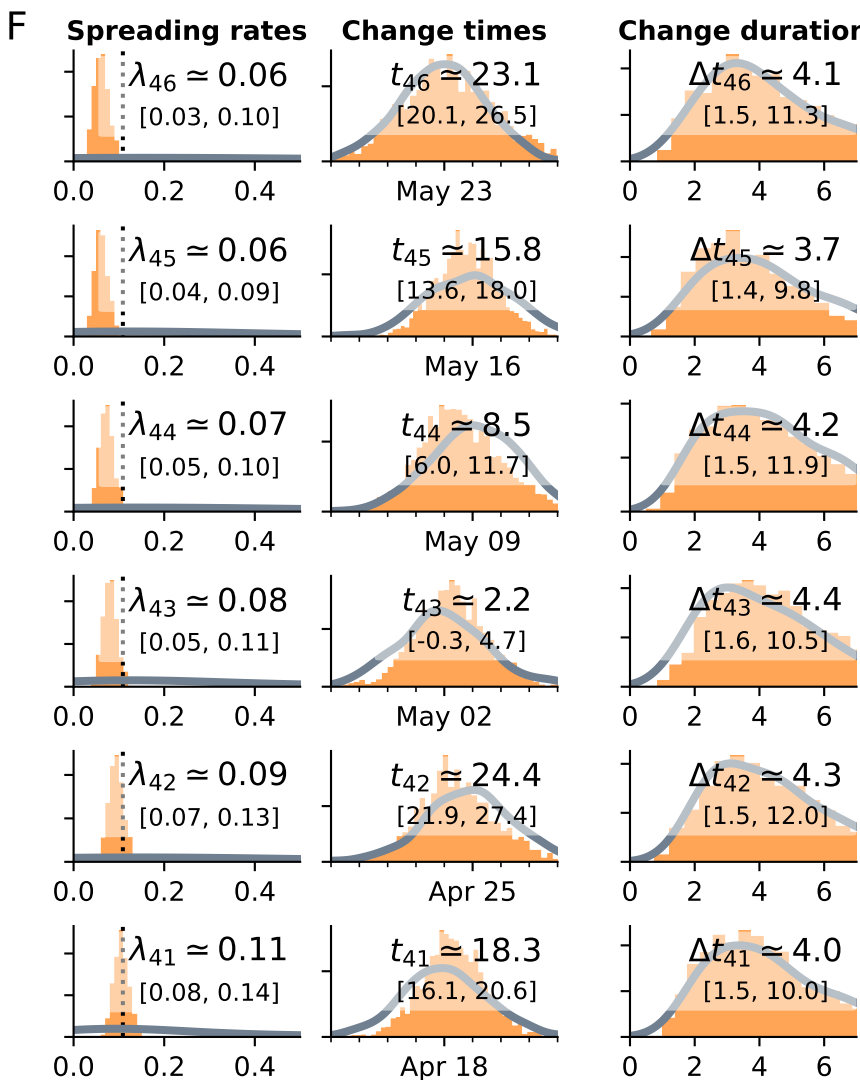 F
Spreading rates Change times Change duration
λ46 ≃ 0.06 t46 ≃ 23.1 Δt46 ≃ 4.1
[0.03, 0.10] [20.1, 26.5] [1.5, 11.3]
0.0 0.2 0.4 May 23 0 2 4 6
λ45 ≃ 0.06 t45 ≃ 15.8 Δt45 ≃ 3.7
[0.04, 0.09] [13.6, 18.0] [1.4, 9.8]
0.0 0.2 0.4 May 16 0 2 4 6
λ44 ≃ 0.07 t44 ≃ 8.5 Δt44 ≃ 4.2
[0.05, 0.10] [6.0, 11.7] [1.5, 11.9]
0.0 0.2 0.4 May 09 0 2 4 6
λ43 ≃ 0.08 t43 ≃ 2.2 Δt43 ≃ 4.4
[0.05, 0.11] [-0.3, 4.7] [1.6, 10.5]
0.0 0.2 0.4 May 02 0 2 4 6
λ42 ≃ 0.09 t42 ≃ 24.4 Δt42 ≃ 4.3
[0.07, 0.13] [21.9, 27.4] [1.5, 12.0]
0.0 0.2 0.4 Apr 25 0 2 4 6
λ41 ≃ 0.11 t41 ≃ 18.3 Δt41 ≃ 4.0
[0.08, 0.14] [16.1, 20.6] [1.5, 10.0]
0.0 0.2 0.4 Apr 18 0 2 4 6